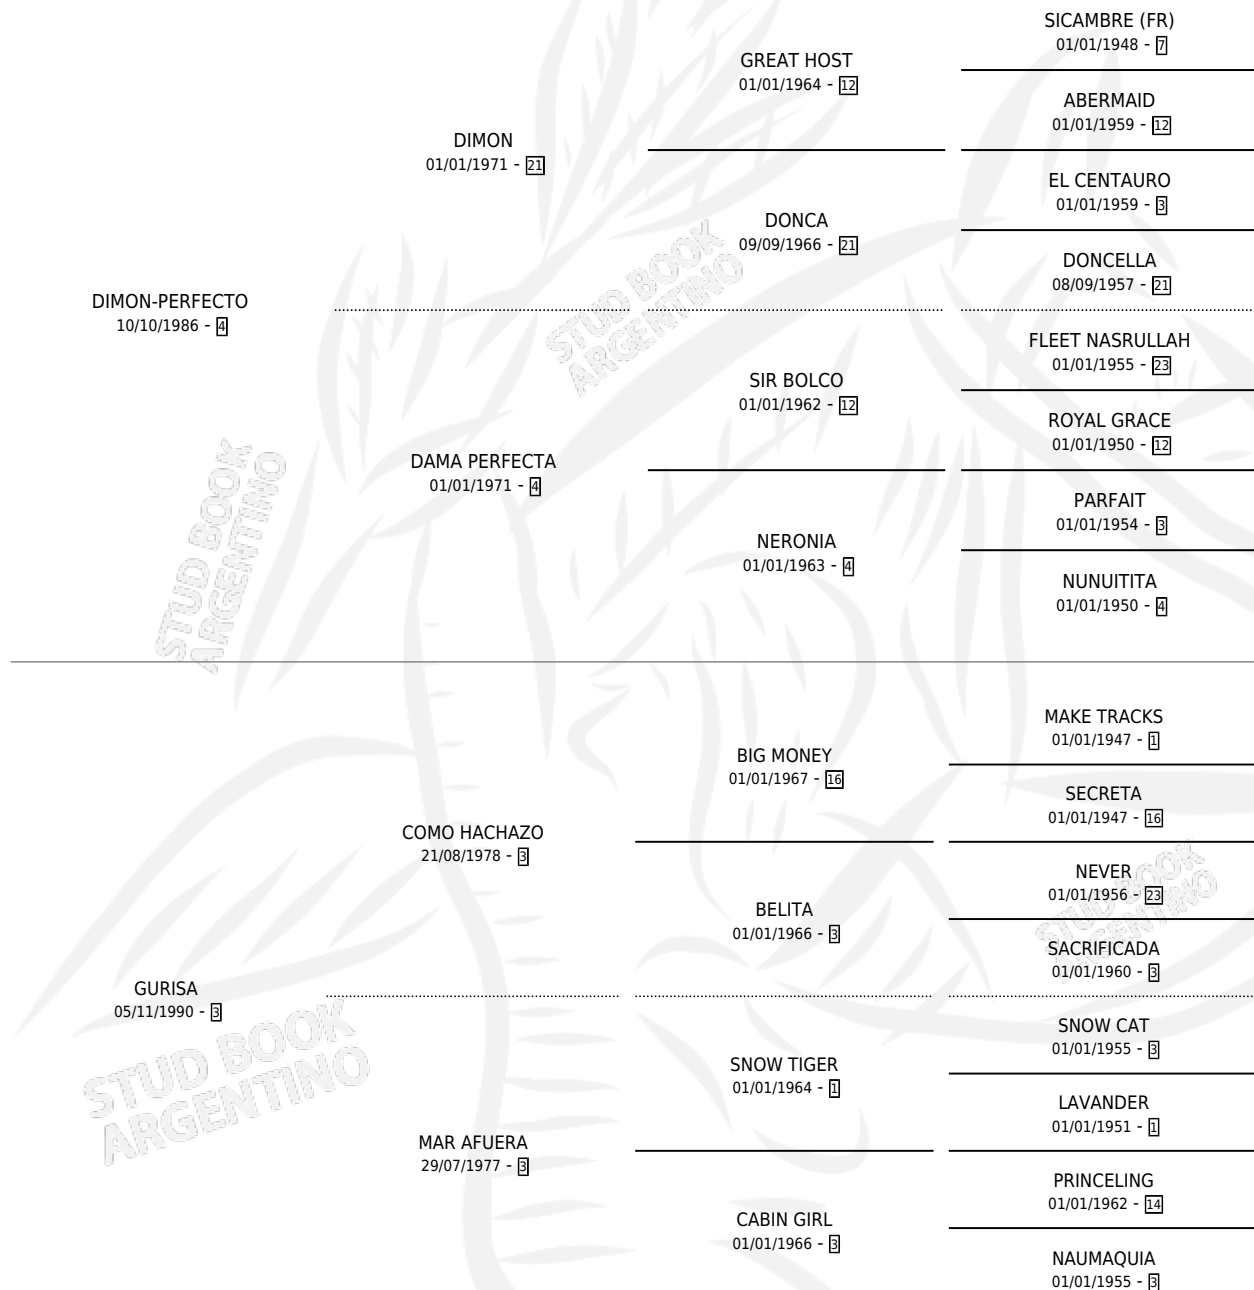 SICAMBRE (FR)
01/01/1948 - 7
GREAT HOST
01/01/1964 - 12
ABERMAID
01/01/1959 - 12
DIMON
01/01/1971 - 21
EL CENTAURO
01/01/1959 - 3
DONCA
09/09/1966 - 21
DONCELLA
08/09/1957 - 21
DIMON-PERFECTO
10/10/1986 - 4
FLEET NASRULLAH
01/01/1955 - 23
SIR BOLCO
01/01/1962 - 12
ROYAL GRACE
01/01/1950 - 12
DAMA PERFECTA
01/01/1971 - 4
PARFAIT
01/01/1954 - 3
NERONIA
01/01/1963 - 4
NUNUITITA
01/01/1950 - 4
MAKE TRACKS
01/01/1947 - 1
BIG MONEY
01/01/1967 - 16
SECRETA
01/01/1947 - 16
COMO HACHAZO
21/08/1978 - 3
NEVER
01/01/1956 - 23
BELITA
01/01/1966 - 3
SACRIFICADA
01/01/1960 - 3
GURISA
05/11/1990 - 3
SNOW CAT
01/01/1955 - 3
SNOW TIGER
01/01/1964 - 1
LAVANDER
01/01/1951 - 1
MAR AFUERA
29/07/1977 - 3
PRINCELING
01/01/1962 - 14
CABIN GIRL
01/01/1966 - 3
NAUMAQUIA
01/01/1955 - 3
STUD BOOK
ARGENTINO
STUD BOOK
ARGENTINO
STUD BOOK
ARGENTINO
STUD BOOK
ARGENTINO